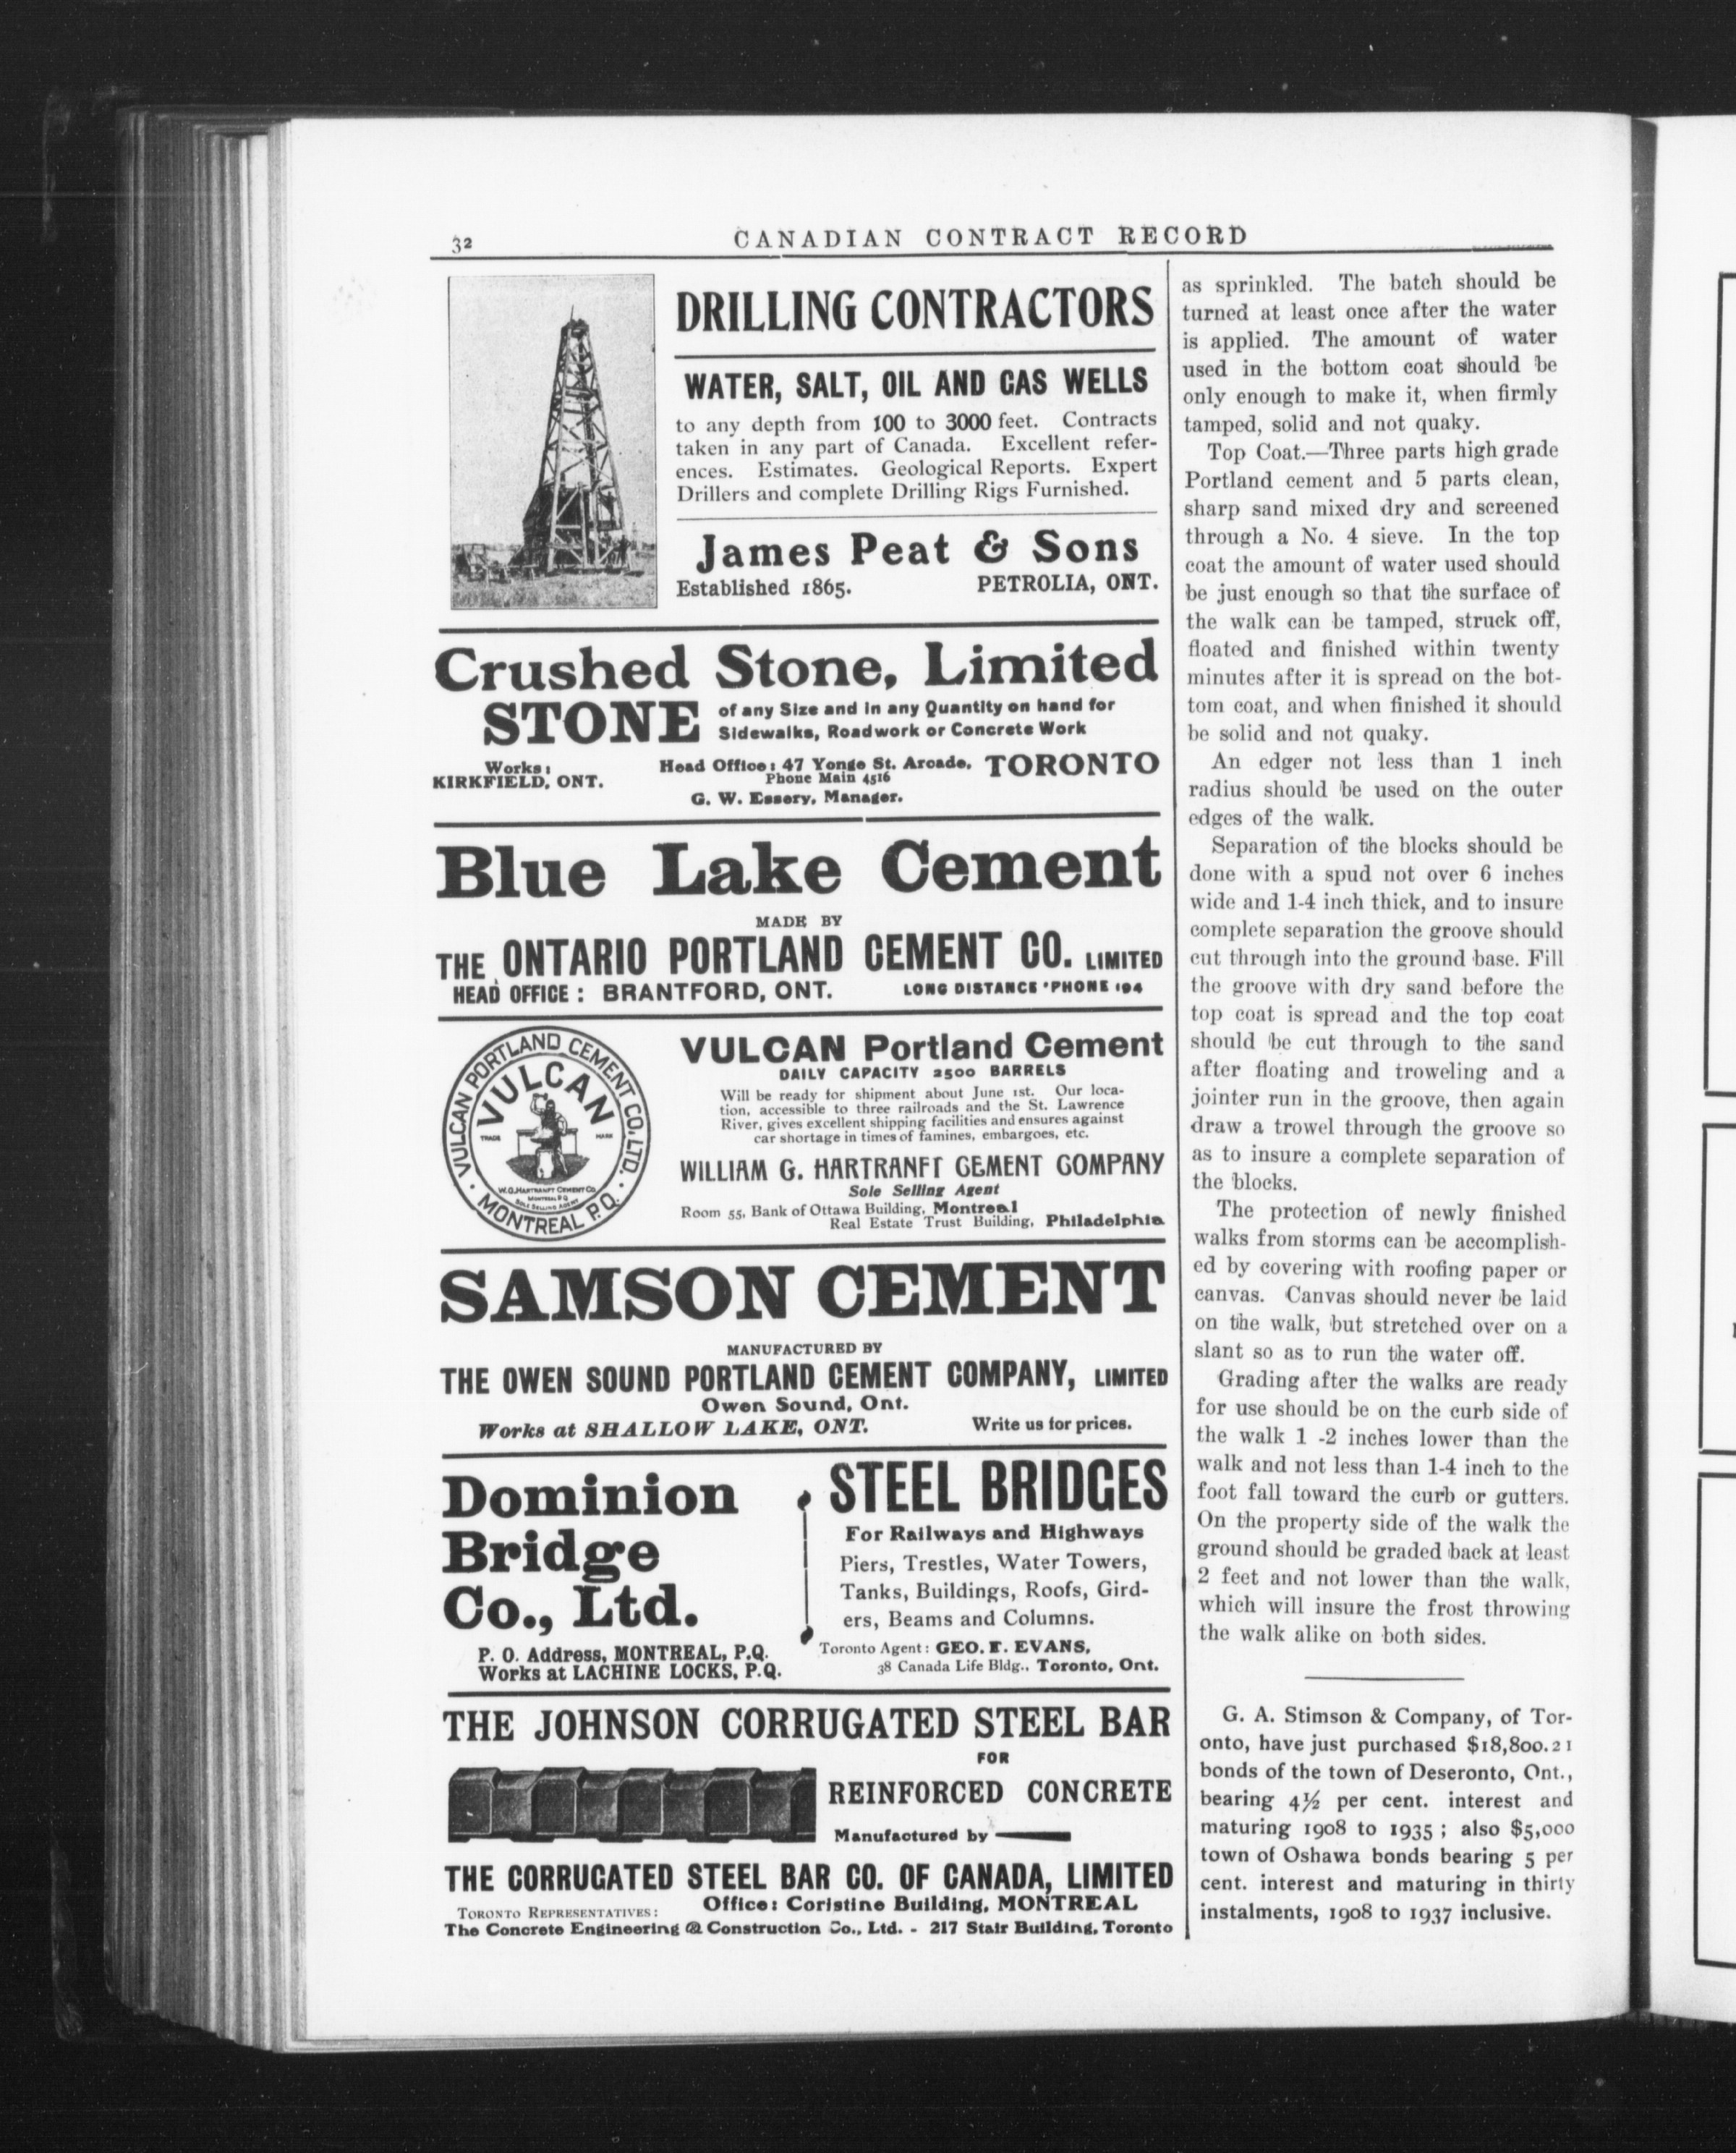 32
CANADIAN CONTRACT RECORD
DRILLING CONTRACTORS
WATER, SALT, OIL AND GAS WELLS
to any depth from 100 to 3000 feet. Contracts
taken in any part of Canada. Excellent refer-
ences. Estimates. Geological Reports. Expert
Drillers and complete Drilling Rigs Furnished.
James Peat & Sons
Established 1865. PETROLIA, ONT.
Crushed Stone, Limited
STONE of any Size and in any Quantity on hand for
Sidewalks, Roadwork or Concrete Work
Works:
KIRKFIELD, ONT.
Head Office: 47 Yonge St. Arcade, TORONTO
Phone Main 4516
G. W. Essery, Manager.
Blue Lake Cement
MADE BY
THE ONTARIO PORTLAND CEMENT CO. LIMITED
HEAD OFFICE: BRANTFORD, ONT. LONG DISTANCE 'PHONE 194
VULCAN PORTLAND CEMENT CO. LTD.
MONTREAL P.Q.
VULCAN
TRADE MARK
W.G. HARTRANFT CEMENT CO.
MONTREAL P Q
SOLE SELLING AGENT
VULCAN Portland Cement
DAILY CAPACITY 2500 BARRELS
Will be ready for shipment about June 1st. Our loca-
tion, accessible to three railroads and the St. Lawrence
River, gives excellent shipping facilities and ensures against
car shortage in times of famines, embargoes, etc.
WILLIAM G. HARTRANFT CEMENT COMPANY
Sole Selling Agent
Room 55, Bank of Ottawa Building, Montreal
Real Estate Trust Building, Philadelphia
SAMSON CEMENT
MANUFACTURED BY
THE OWEN SOUND PORTLAND CEMENT COMPANY, LIMITED
Owen Sound, Ont.
Works at SHALLOW LAKE, ONT. Write us for prices.
Dominion
Bridge
Co., Ltd.
P. O. Address, MONTREAL, P.Q.
Works at LACHINE LOCKS, P.Q.
STEEL BRIDGES
For Railways and Highways
Piers, Trestles, Water Towers,
Tanks, Buildings, Roofs, Gird-
ers, Beams and Columns.
Toronto Agent: GEO. E. EVANS,
38 Canada Life Bldg., Toronto, Ont.
THE JOHNSON CORRUGATED STEEL BAR
FOR
REINFORCED CONCRETE
Manufactured by
THE CORRUGATED STEEL BAR CO. OF CANADA, LIMITED
Office: Coristine Building, MONTREAL
TORONTO REPRESENTATIVES:
The Concrete Engineering & Construction Co., Ltd. - 217 Stair Building, Toronto
as sprinkled. The batch should be
turned at least once after the water
is applied. The amount of water
used in the bottom coat should be
only enough to make it, when firmly
tamped, solid and not quaky.
Top Coat.—Three parts high grade
Portland cement and 5 parts clean,
sharp sand mixed dry and screened
through a No. 4 sieve. In the top
coat the amount of water used should
be just enough so that the surface of
the walk can be tamped, struck off,
floated and finished within twenty
minutes after it is spread on the bot-
tom coat, and when finished it should
be solid and not quaky.
An edger not less than 1 inch
radius should be used on the outer
edges of the walk.
Separation of the blocks should be
done with a spud not over 6 inches
wide and 1-4 inch thick, and to insure
complete separation the groove should
cut through into the ground base. Fill
the groove with dry sand before the
top coat is spread and the top coat
should be cut through to the sand
after floating and troweling and a
jointer run in the groove, then again
draw a trowel through the groove so
as to insure a complete separation of
the blocks.
The protection of newly finished
walks from storms can be accomplish-
ed by covering with roofing paper or
canvas. Canvas should never be laid
on the walk, but stretched over on a
slant so as to run the water off.
Grading after the walks are ready
for use should be on the curb side of
the walk 1 -2 inches lower than the
walk and not less than 1-4 inch to the
foot fall toward the curb or gutters.
On the property side of the walk the
ground should be graded back at least
2 feet and not lower than the walk,
which will insure the frost throwing
the walk alike on both sides.
G. A. Stimson & Company, of Tor-
onto, have just purchased $18,800.21
bonds of the town of Deseronto, Ont.,
bearing 4½ per cent. interest and
maturing 1908 to 1935 ; also $5,000
town of Oshawa bonds bearing 5 per
cent. interest and maturing in thirty
instalments, 1908 to 1937 inclusive.